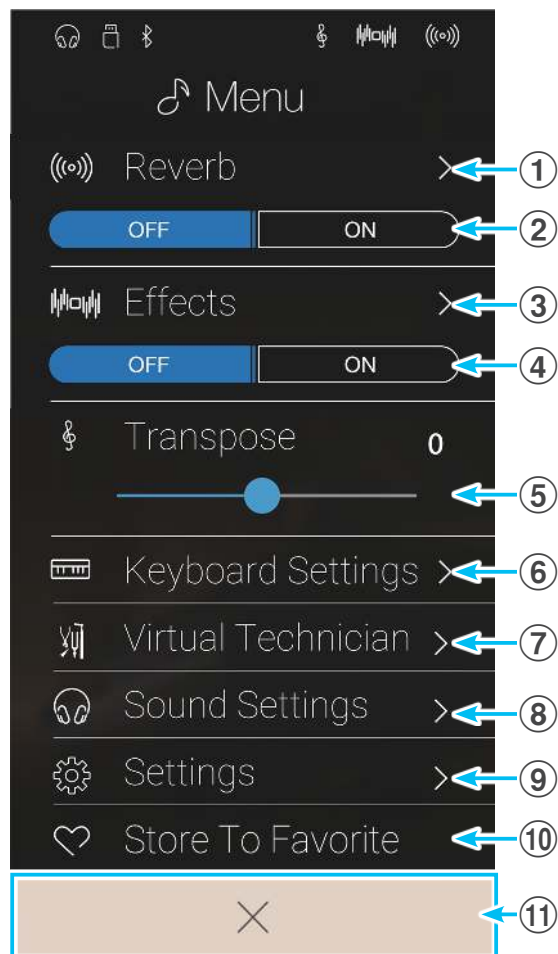 Menu
Reverb ①
OFF ON ②
Effects ③
OFF ON ④
Transpose 0
⑤
Keyboard Settings ⑥
Virtual Technician ⑦
Sound Settings ⑧
Settings ⑨
Store To Favorite ⑩
⑪